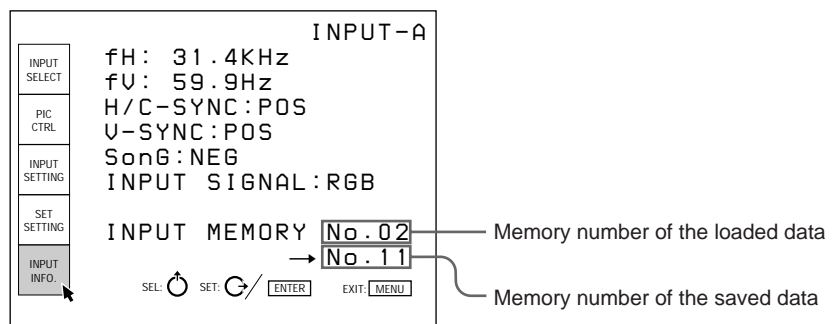 INPUT-A
INPUT
SELECT
PIC
CTRL
INPUT
SETTING
SET
SETTING
INPUT
INFO.
fH: 31.4KHz
fV: 59.9Hz
H/C-SYNC:POS
V-SYNC:POS
SonG:NEG
INPUT SIGNAL:RGB
INPUT MEMORY No.02
→ No.11
SEL: SET: / ENTER EXIT: MENU
Memory number of the loaded data
Memory number of the saved data